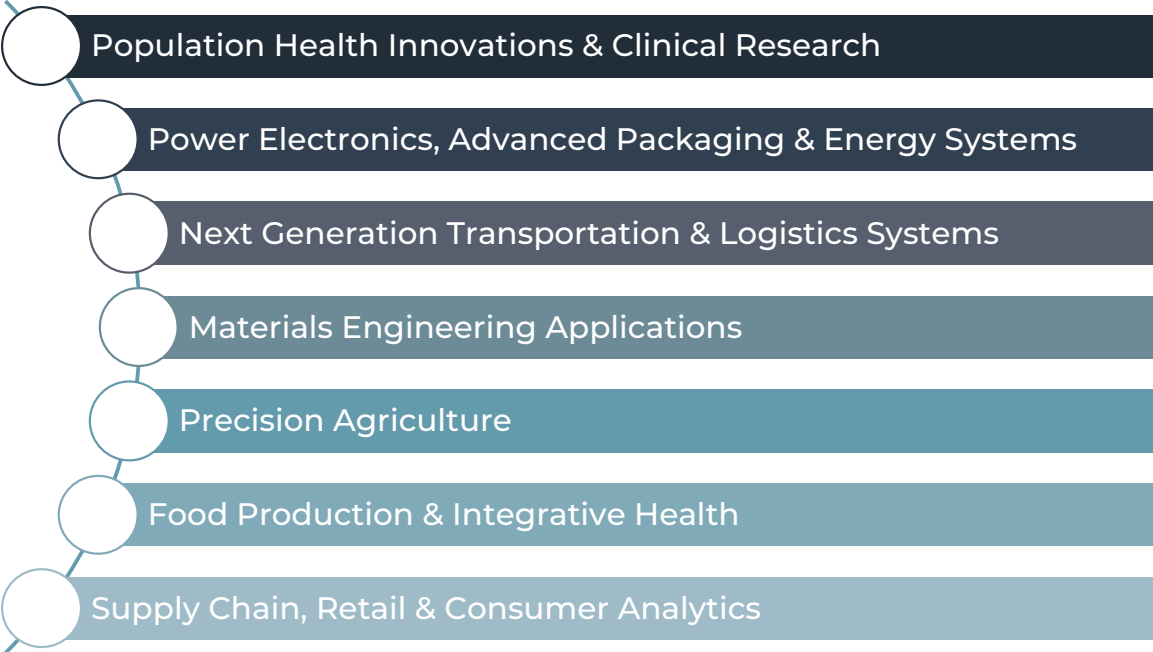 Population Health Innovations & Clinical Research
Power Electronics, Advanced Packaging & Energy Systems
Next Generation Transportation & Logistics Systems
Materials Engineering Applications
Precision Agriculture
Food Production & Integrative Health
Supply Chain, Retail & Consumer Analytics